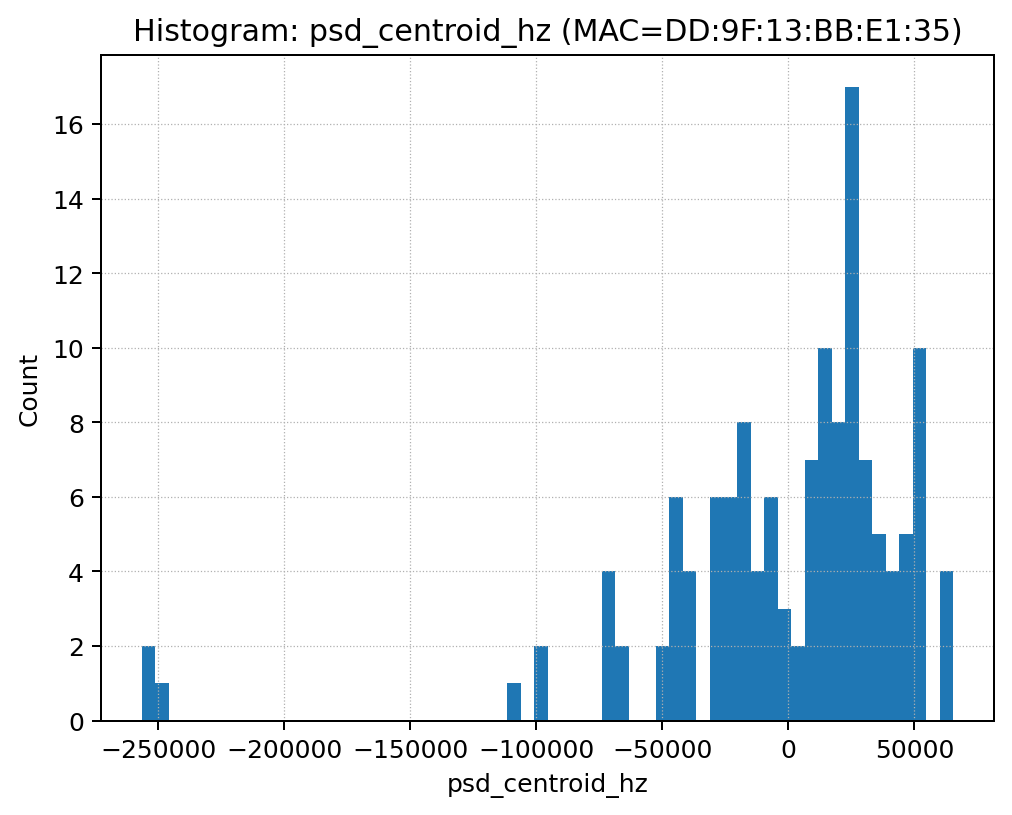 Histogram: psd_centroid_hz (MAC=DD:9F:13:BB:E1:35)
16
14
12
10
8
6
4
2
0
Count
−250000 −200000 −150000 −100000 −50000 0 50000
psd_centroid_hz